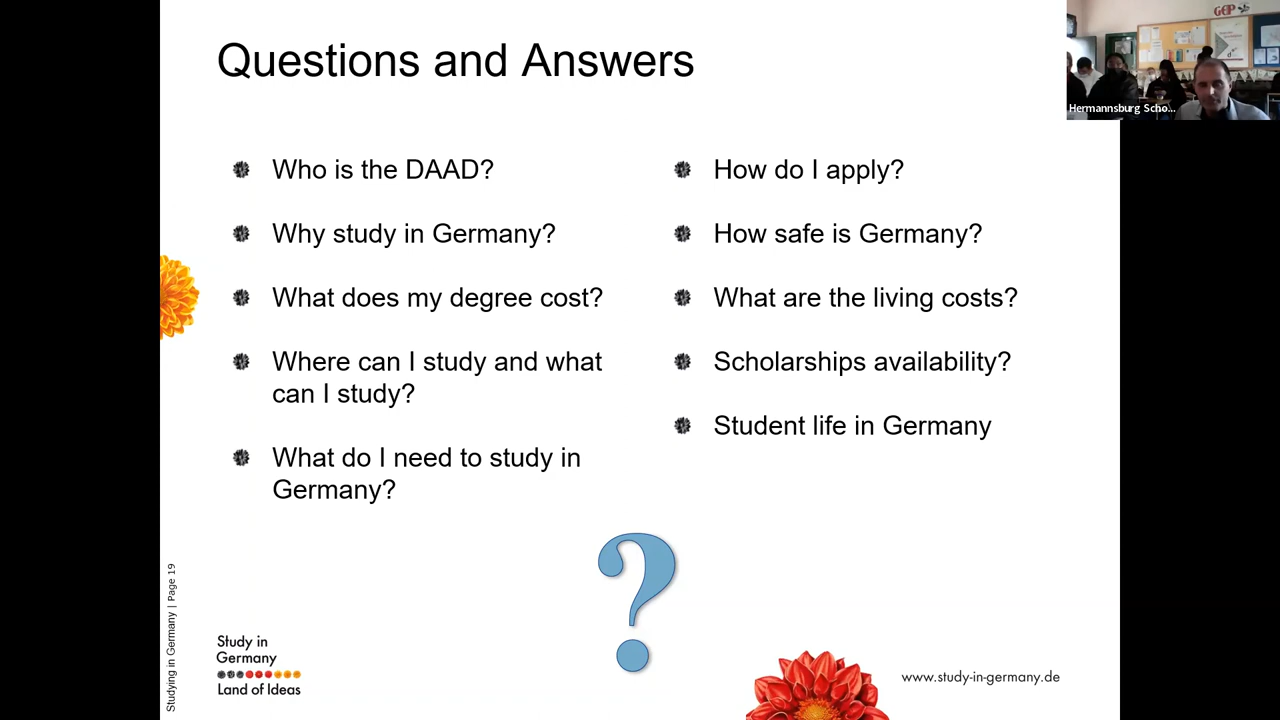 Questions and Answers
Who is the DAAD?
Why study in Germany?
What does my degree cost?
Where can I study and what
can I study?
What do I need to study in
Germany?
How do I apply?
How safe is Germany?
What are the living costs?
Scholarships availability?
Student life in Germany
?
Studying in Germany | Page 19
Study in
Germany
Land of Ideas
www.study-in-germany.de
GEP
Hermannsburg Scho...